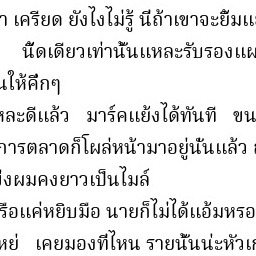 า เครียด ยังไงไม่รู้ นี่ถ้าเขาจะยิ้มแ
นี้ดเดียวเท่านั้นแหละรับรองแผ
นให้คึกๆ
หละดีแล้ว มาร์คแย้งได้ทันที ขน
การตลาดก็โผล่หน้ามาอยู่นั่นแล้ว
ึ่งผมคงยาวเป็นไมล์
รือแค่หยิบมือ นายก็ไม่ได้แอ้มหรอ
หย่ เคยมองที่ไหน รายนั้นน่ะหัวเก